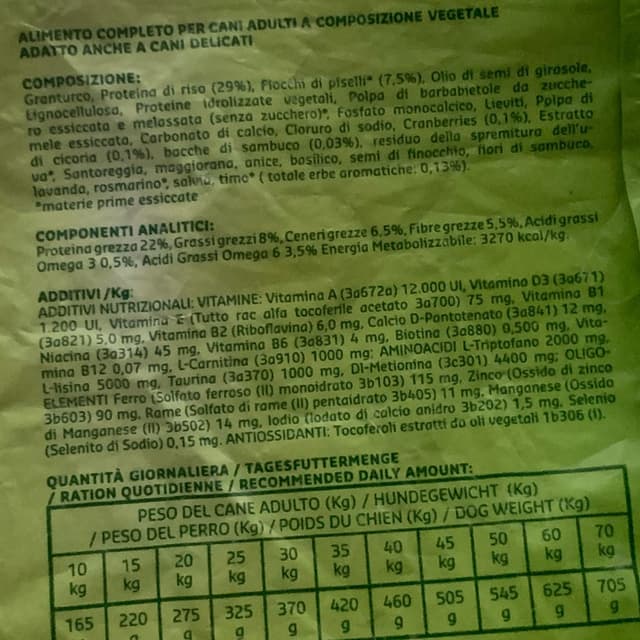 ALIMENTO COMPLETO PER CANI ADULTI A COMPOSIZIONE VEGETALE
ADATTO ANCHE A CANI DELICATI
COMPOSIZIONE:
Granturco, Proteina di riso (29%), Fiocchi di piselli* (7,5%), Olio di semi di girasole,
Lignocellulosa, Proteine idrolizzate vegetali, Polpa di barbabietole da zucche-
ro essiccata e melassata (senza zucchero)*, Fosfato monocalcico, Lieviti, Polpa di
mele essiccata, Carbonato di calcio, Cloruro di sodio, Cranberries (0,1%), Estratto
di cicoria (0,1%), bacche di sambuco (0,03%), residuo della spremitura dell'u-
va*, Santoreggia, maggiorana, anice, basilico, semi di finocchio, fiori di sambuco,
lavanda, rosmarino*, salvia, timo* ( totale erbe aromatiche: 0,13%).
*materie prime essiccate
COMPONENTI ANALITICI:
Proteina grezza 22%, Grassi grezzi 8%, Ceneri grezze 6,5%, Fibre grezze 5,5%, Acidi grassi
Omega 3 0,5%, Acidi Grassi Omega 6 3,5% Energia Metabolizzabile: 3270 kcal/kg.
ADDITIVI /Kg:
ADDITIVI NUTRIZIONALI: VITAMINE: Vitamina A (3a672a) 12.000 UI, Vitamina D3 (3a671)
1.200 UI, Vitamina E (Tutto rac alfa tocoferile acetato 3a700) 75 mg, Vitamina B1
(3a821) 5,0 mg, Vitamina B2 (Riboflavina) 6,0 mg, Calcio D-Pantotenato (3a841) 12 mg,
Niacina (3a314) 45 mg, Vitamina B6 (3a831) 4 mg, Biotina (3a880) 0,500 mg, Vita-
mina B12 0,07 mg, L-Carnitina (3a910) 1000 mg; AMINOACIDI L-Triptofano 2000 mg,
L-lisina 5000 mg, Taurina (3a370) 1000 mg, Dl-Metionina (3c301) 4400 mg; OLIGO-
ELEMENTI Ferro (Solfato ferroso (II) monoidrato 3b103) 115 mg, Zinco (Ossido di zinco
3b603) 90 mg, Rame (Solfato di rame (II) pentaidrato 3b405) 11 mg, Manganese (Ossido
di Manganese (II) 3b502) 14 mg, Iodio (Iodato di calcio anidro 3b202) 1,5 mg, Selenio
(Selenito di Sodio) 0,15 mg. ANTIOSSIDANTI: Tocoferoli estratti da oli vegetali 1b306 (i).
QUANTITÀ GIORNALIERA / TAGESFUTTERMENGE
/ RATION QUOTIDIENNE / RECOMMENDED DAILY AMOUNT:
PESO DEL CANE ADULTO (Kg) / HUNDEGEWICHT (Kg)
/ PESO DEL PERRO (Kg) / POIDS DU CHIEN (Kg) / DOG WEIGHT (Kg)
10 kg 15 kg 20 kg 25 kg 30 kg 35 kg 40 kg 45 kg 50 kg 60 kg 70 kg
165 220 275 g 325 g 370 g 420 g 460 g 505 g 545 g 625 g 705 g